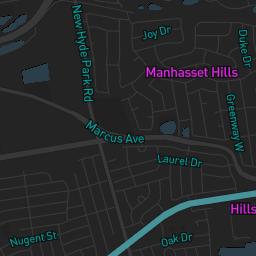 New Hyde Park Rd
Joy Dr
Duke Dr
Manhasset Hills
Greenway W
Marcus Ave
Laurel Dr
Hills
Nugent St
Oak Dr